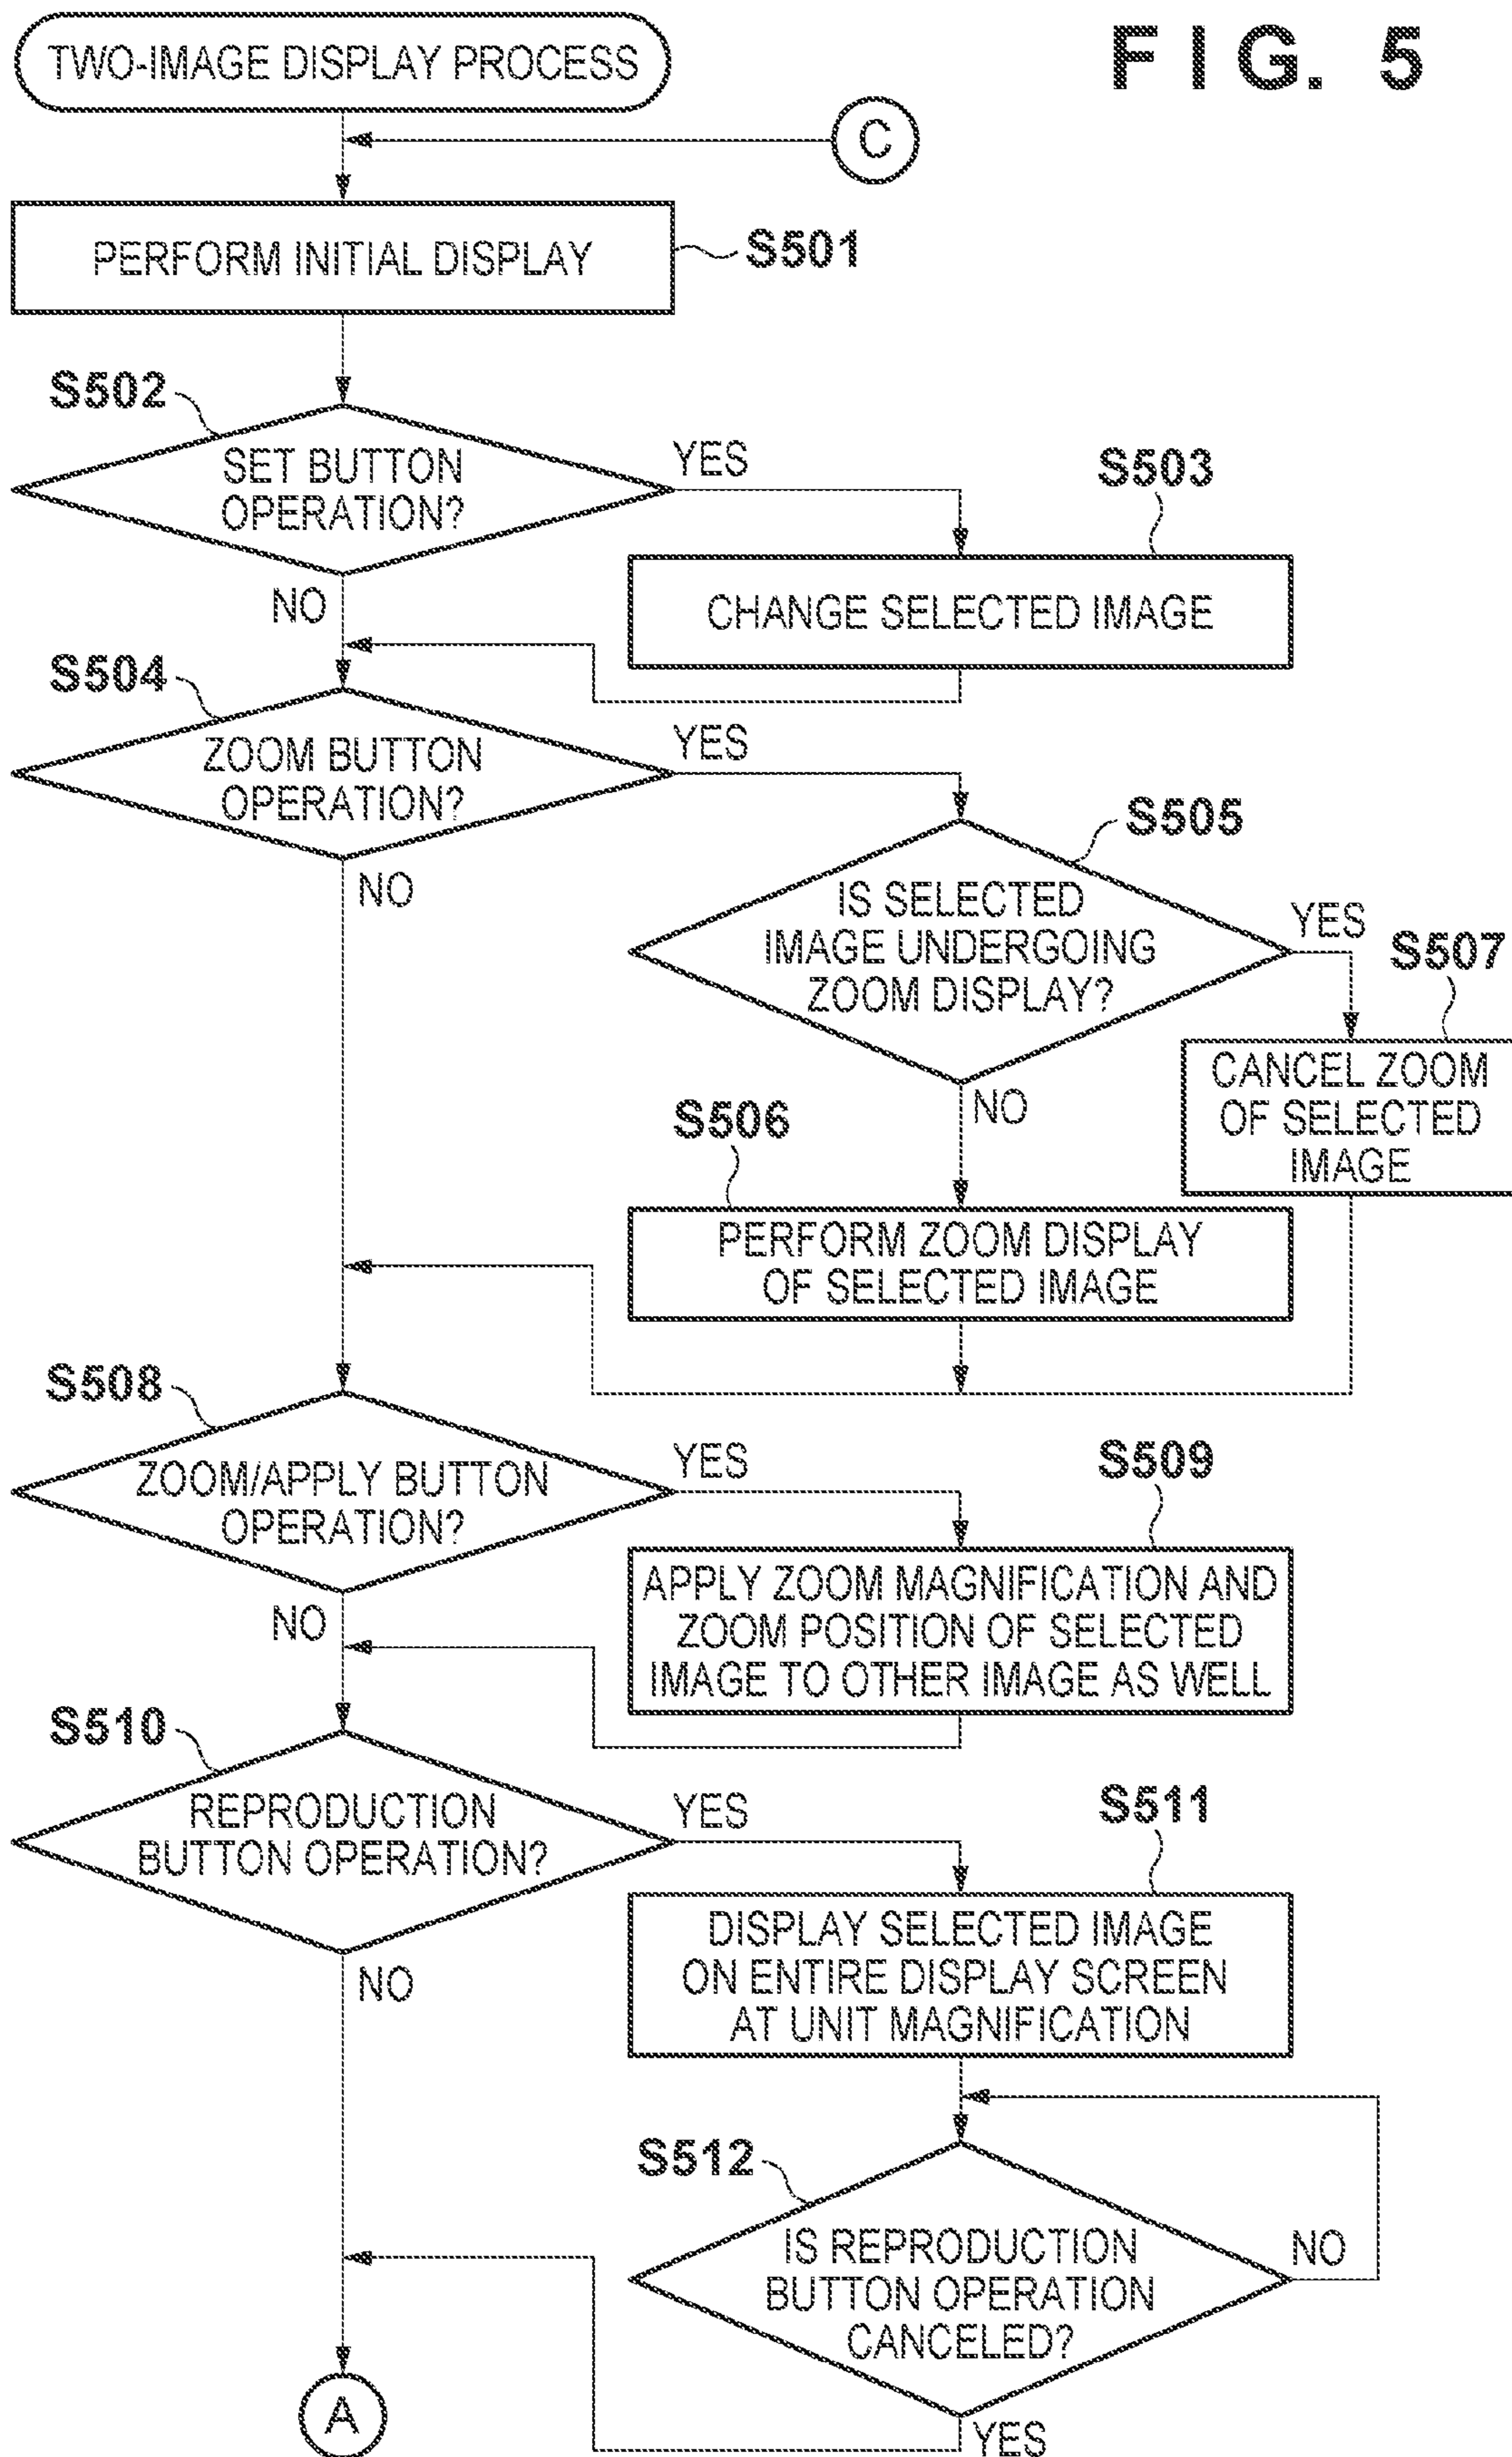 FIG. 5
TWO-IMAGE DISPLAY PROCESS
C
PERFORM INITIAL DISPLAY
S501
S502
SET BUTTON
OPERATION?
YES
NO
S503
CHANGE SELECTED IMAGE
S504
ZOOM BUTTON
OPERATION?
YES
NO
S505
IS SELECTED
IMAGE UNDERGOING
ZOOM DISPLAY?
YES
NO
S507
CANCEL ZOOM
OF SELECTED
IMAGE
S506
PERFORM ZOOM DISPLAY
OF SELECTED IMAGE
S508
ZOOM/APPLY BUTTON
OPERATION?
YES
NO
S509
APPLY ZOOM MAGNIFICATION AND
ZOOM POSITION OF SELECTED
IMAGE TO OTHER IMAGE AS WELL
S510
REPRODUCTION
BUTTON OPERATION?
YES
NO
S511
DISPLAY SELECTED IMAGE
ON ENTIRE DISPLAY SCREEN
AT UNIT MAGNIFICATION
S512
IS REPRODUCTION
BUTTON OPERATION
CANCELED?
NO
YES
A